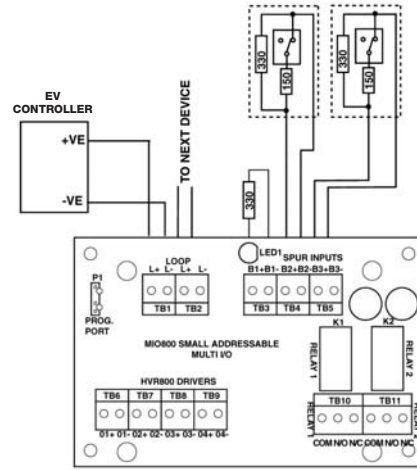 330
150
330
150
EV
CONTROLLER
+VE
-VE
TO NEXT DEVICE
330
LED1
LOOP
SPUR INPUTS
L+ L- L+ L-
B1+B1- B2+B2-B3+B3-
TB1 TB2
TB3 TB4 TB5
P1
PROG.
PORT
MIO800 SMALL ADDRESSABLE
MULTI I/O
K1 K2
RELAY 1
RELAY 2
HVR800 DRIVERS
TB6 TB7 TB8 TB9
01+ 01- 02+ 02- 03+ 03- 04+ 04-
TB10 TB11
RELAY 1
COM N/O N/C COM N/O N/C